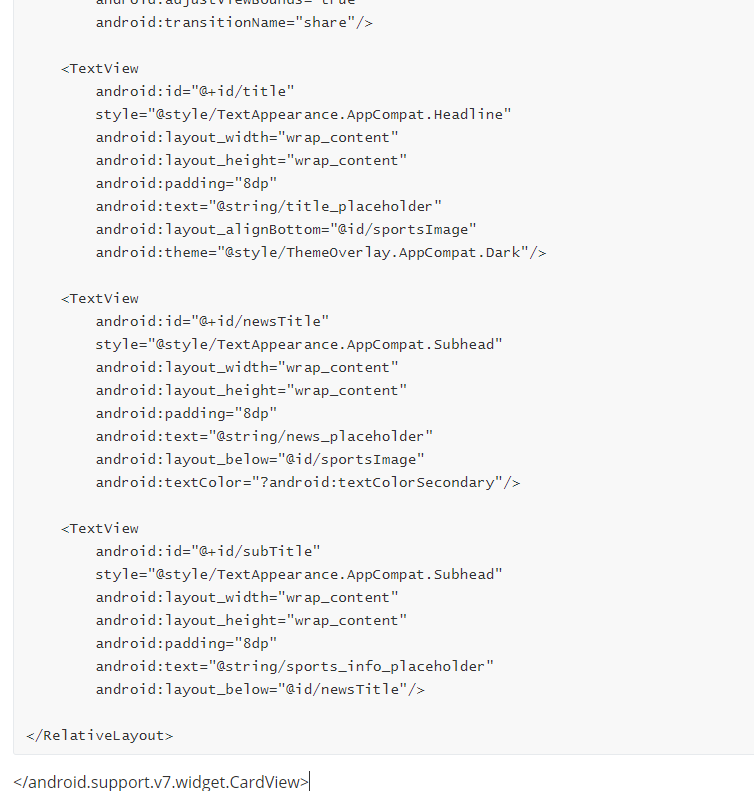 android:adjustViewBounds="true"
android:transitionName="share"/>
<TextView
android:id="@+id/title"
style="@style/TextAppearance.AppCompat.Headline"
android:layout_width="wrap_content"
android:layout_height="wrap_content"
android:padding="8dp"
android:text="@string/title_placeholder"
android:layout_alignBottom="@id/sportsImage"
android:theme="@style/ThemeOverlay.AppCompat.Dark"/>
<TextView
android:id="@+id/newsTitle"
style="@style/TextAppearance.AppCompat.Subhead"
android:layout_width="wrap_content"
android:layout_height="wrap_content"
android:padding="8dp"
android:text="@string/news_placeholder"
android:layout_below="@id/sportsImage"
android:textColor="?android:textColorSecondary"/>
<TextView
android:id="@+id/subTitle"
style="@style/TextAppearance.AppCompat.Subhead"
android:layout_width="wrap_content"
android:layout_height="wrap_content"
android:padding="8dp"
android:text="@string/sports_info_placeholder"
android:layout_below="@id/newsTitle"/>
</RelativeLayout>
</android.support.v7.widget.CardView>